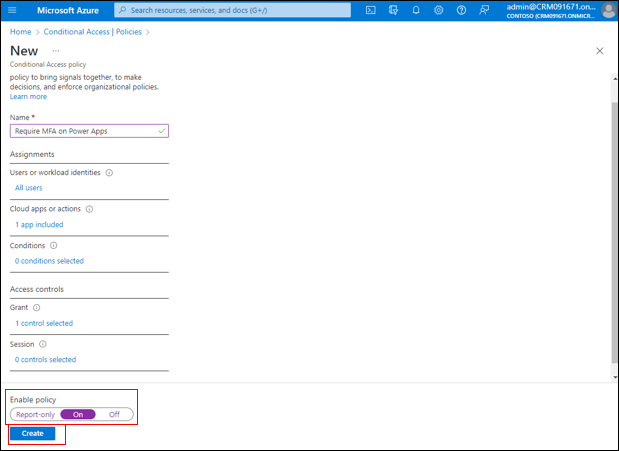 Microsoft Azure
Search resources, services, and docs (G+/)
admin@CRM091671.on...
CONTOSO (CRM091671.ONMICR...
Home > Conditional Access | Policies >
New ...
Conditional Access policy
policy to bring signals together, to make
decisions, and enforce organizational policies.
Learn more
Name *
Require MFA on Power Apps
Assignments
Users or workload identities
All users
Cloud apps or actions
1 app included
Conditions
0 conditions selected
Access controls
Grant
1 control selected
Session
0 controls selected
Enable policy
Report-only On Off
Create